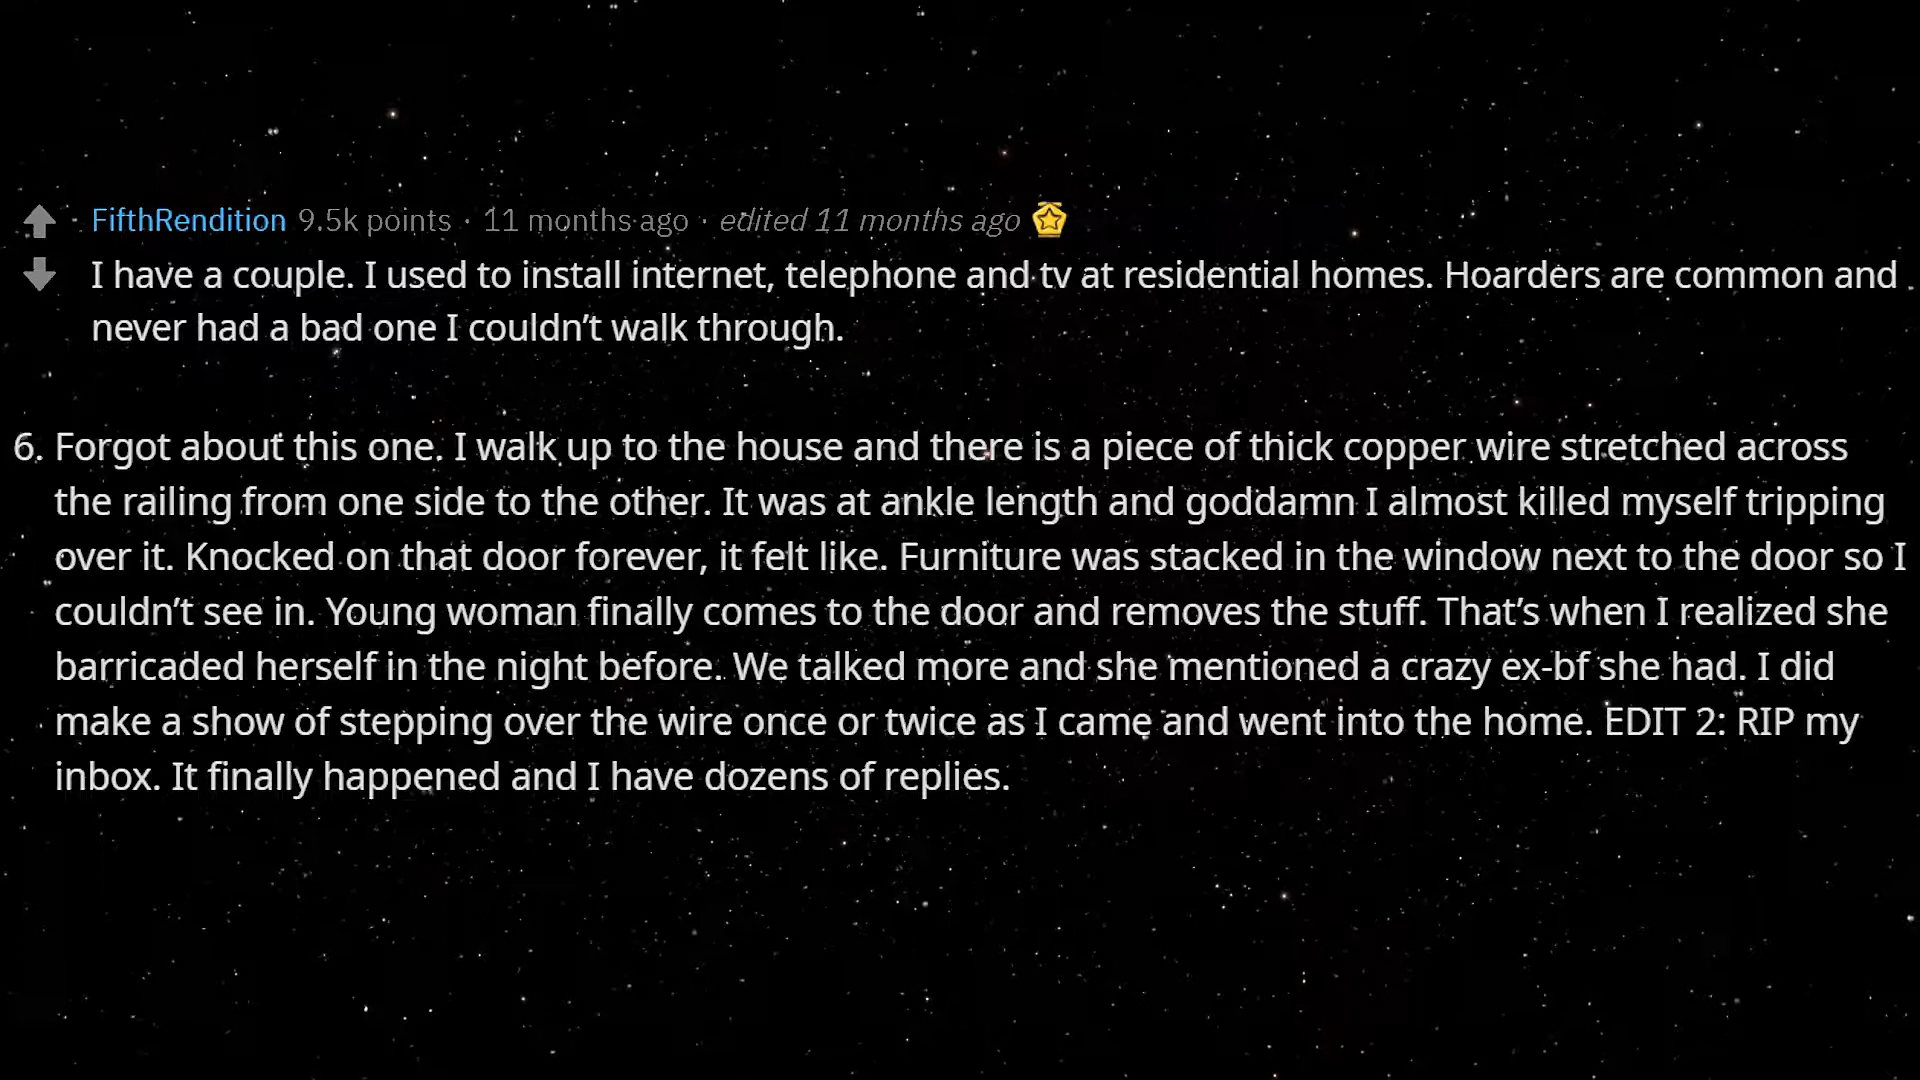 FifthRendition 9.5k points · 11 months ago · edited 11 months ago
I have a couple. I used to install internet, telephone and tv at residential homes. Hoarders are common and
never had a bad one I couldn’t walk through.
6. Forgot about this one. I walk up to the house and there is a piece of thick copper wire stretched across
the railing from one side to the other. It was at ankle length and goddamn I almost killed myself tripping
over it. Knocked on that door forever, it felt like. Furniture was stacked in the window next to the door so I
couldn’t see in. Young woman finally comes to the door and removes the stuff. That’s when I realized she
barricaded herself in the night before. We talked more and she mentioned a crazy ex-bf she had. I did
make a show of stepping over the wire once or twice as I came and went into the home. EDIT 2: RIP my
inbox. It finally happened and I have dozens of replies.